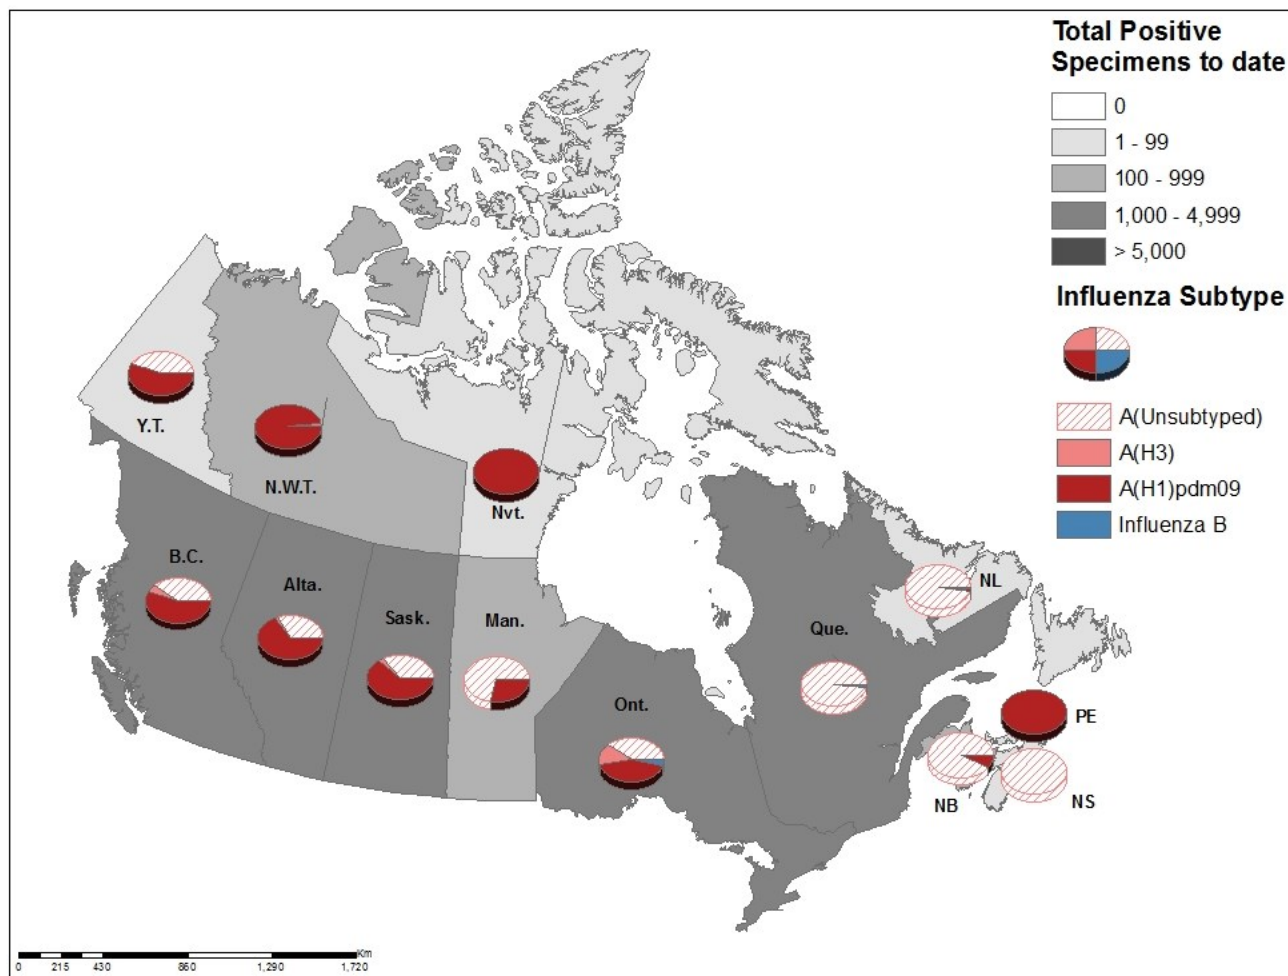 Total Positive
Specimens to date
0
1 - 99
100 - 999
1,000 - 4,999
> 5,000
Influenza Subtype
A(Unsubtyped)
A(H3)
A(H1)pdm09
Influenza B
Y.T.
N.W.T.
Nvt.
B.C.
Alta.
Sask.
Man.
Ont.
Que.
NL
PE
NB
NS
Km
0 215 430 860 1,290 1,720